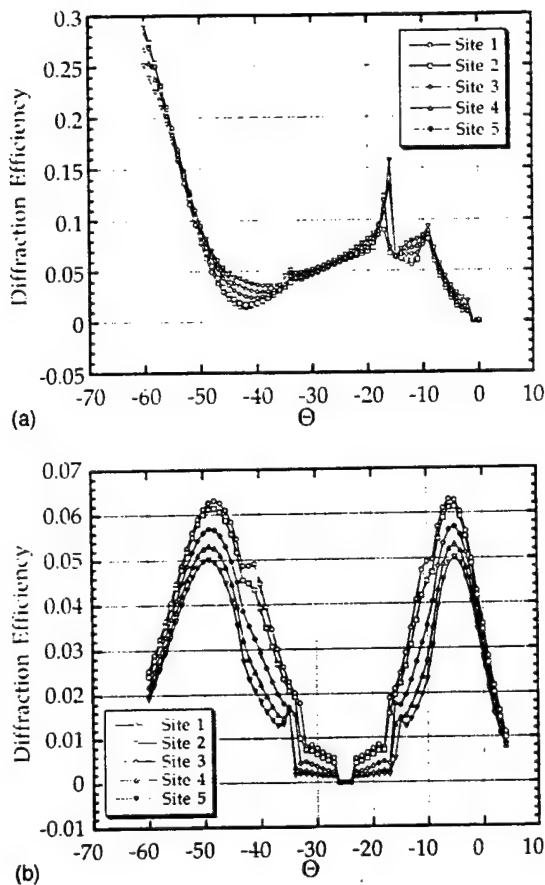 0.3
0.25
0.2
0.15
0.1
0.05
0
-0.05
Diffraction Efficiency
Site 1
Site 2
Site 3
Site 4
Site 5
-70 -60 -50 -40 -30 -20 -10 0 10
(a)
Θ
0.07
0.06
0.05
0.04
0.03
0.02
0.01
0
-0.01
Diffraction Efficiency
Site 1
Site 2
Site 3
Site 4
Site 5
-70 -60 -50 -40 -30 -20 -10 0 10
(b)
Θ